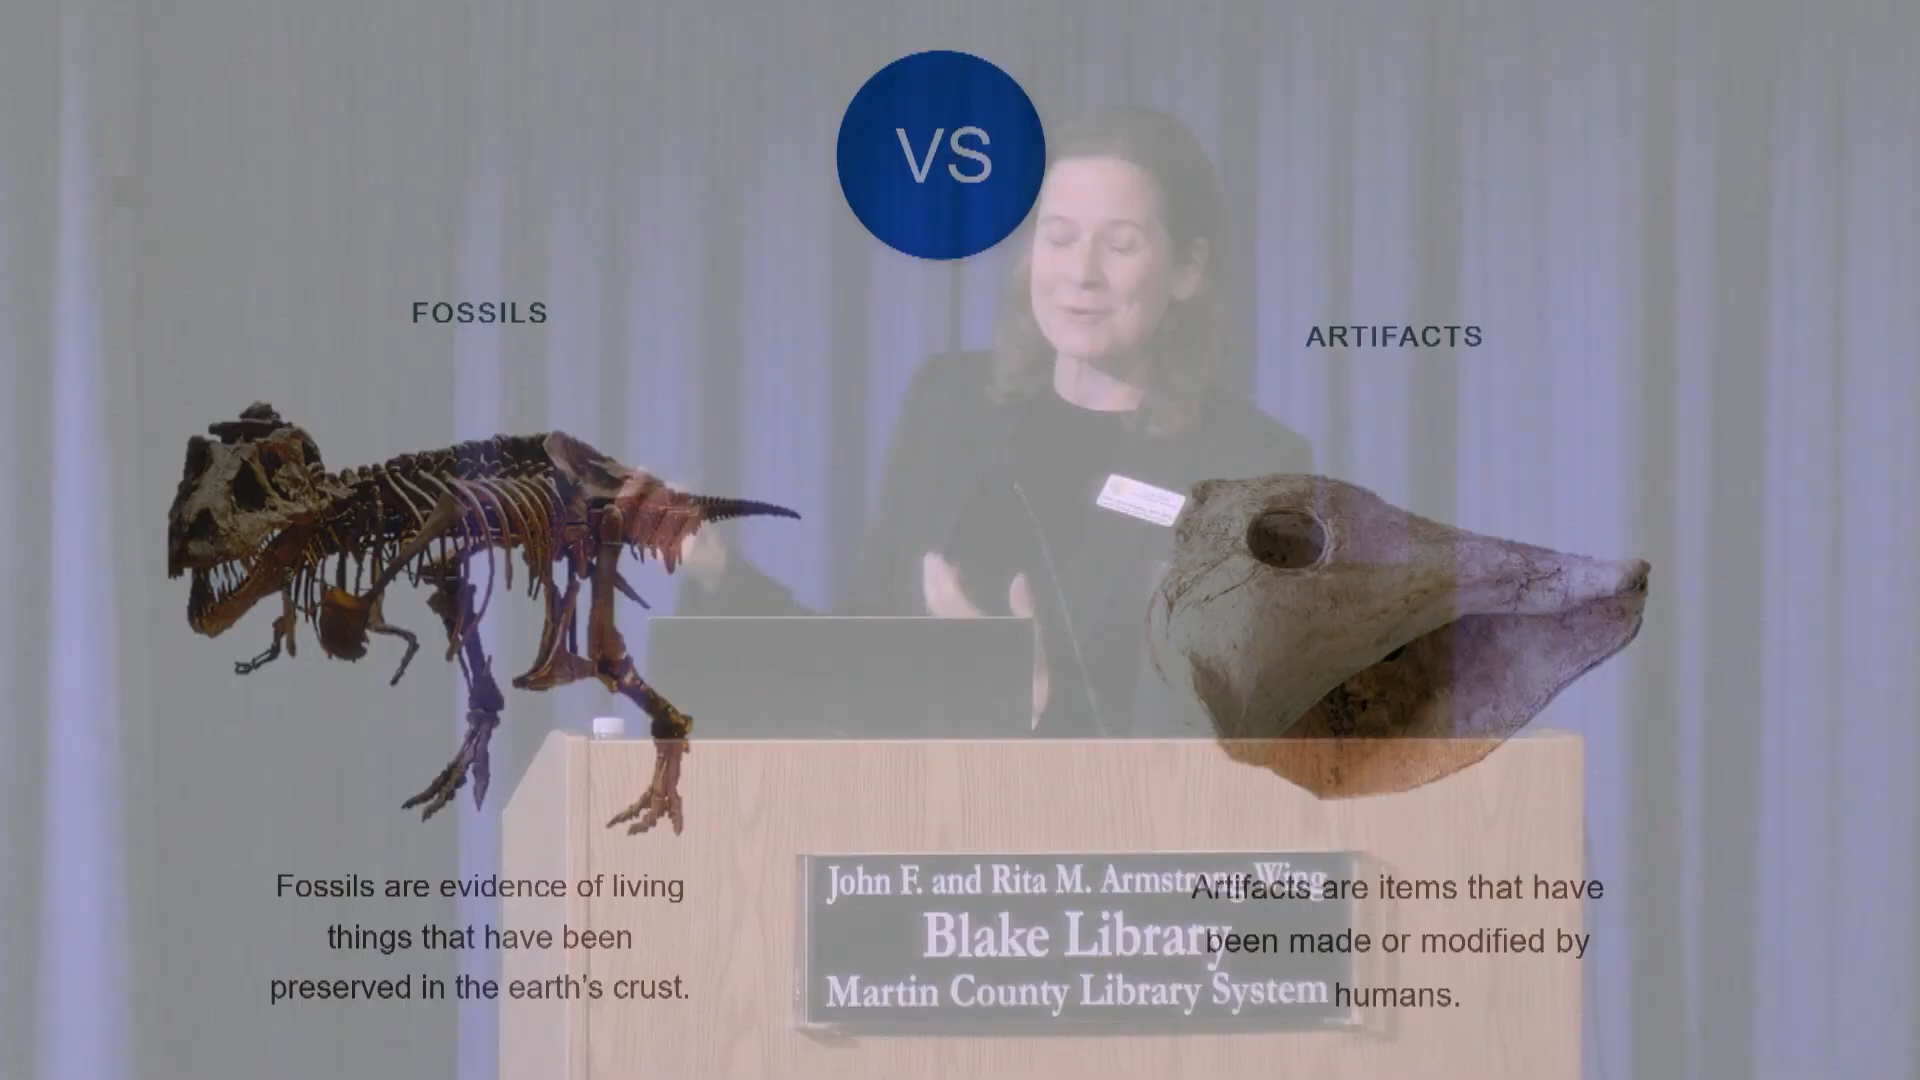 VS
FOSSILS
ARTIFACTS
Fossils are evidence of living
things that have been
preserved in the earth's crust.
Artifacts are items that have
been made or modified by
humans.
John F. and Rita M. Armstrong Wing
Blake Library
Martin County Library System